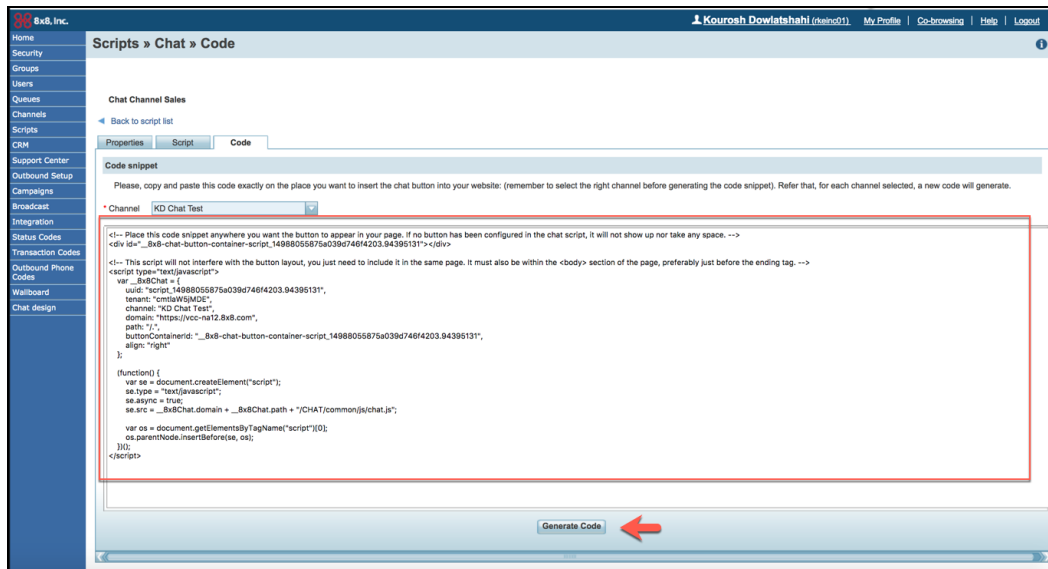 8x8, Inc.
Kourosh Dowlatshahi (rkeinc01) My Profile | Co-browsing | Help | Logout
Home
Security
Groups
Users
Queues
Channels
Scripts
CRM
Support Center
Outbound Setup
Campaigns
Broadcast
Integration
Status Codes
Transaction Codes
Outbound Phone
Codes
Wallboard
Chat design
Scripts » Chat » Code
Chat Channel Sales
Back to script list
Properties Script Code
Code snippet
Please, copy and paste this code exactly on the place you want to insert the chat button into your website: (remember to select the right channel before generating the code snippet). Refer that, for each channel selected, a new code will generate.
* Channel KD Chat Test
<!-- Place this code snippet anywhere you want the button to appear in your page. If no button has been configured in the chat script, it will not show up nor take any space. -->
<div id="__8x8-chat-button-container-script_14988055875a039d746f4203.94395131"></div>
<!-- This script will not interfere with the button layout, you just need to include it in the same page. It must also be within the <body> section of the page, preferably just before the ending tag. -->
<script type="text/javascript">
var __8x8Chat = {
uuid: "script_14988055875a039d746f4203.94395131",
tenant: "cmtlaW5jMDE",
channel: "KD Chat Test",
domain: "https://vcc-na12.8x8.com",
path: "/.",
buttonContainerId: "__8x8-chat-button-container-script_14988055875a039d746f4203.94395131",
align: "right"
};
(function() {
var se = document.createElement("script");
se.type = "text/javascript";
se.async = true;
se.src = __8x8Chat.domain + __8x8Chat.path + "/CHAT/common/js/chat.js";
var os = document.getElementsByTagName("script")[0];
os.parentNode.insertBefore(se, os);
})();
</script>
Generate Code